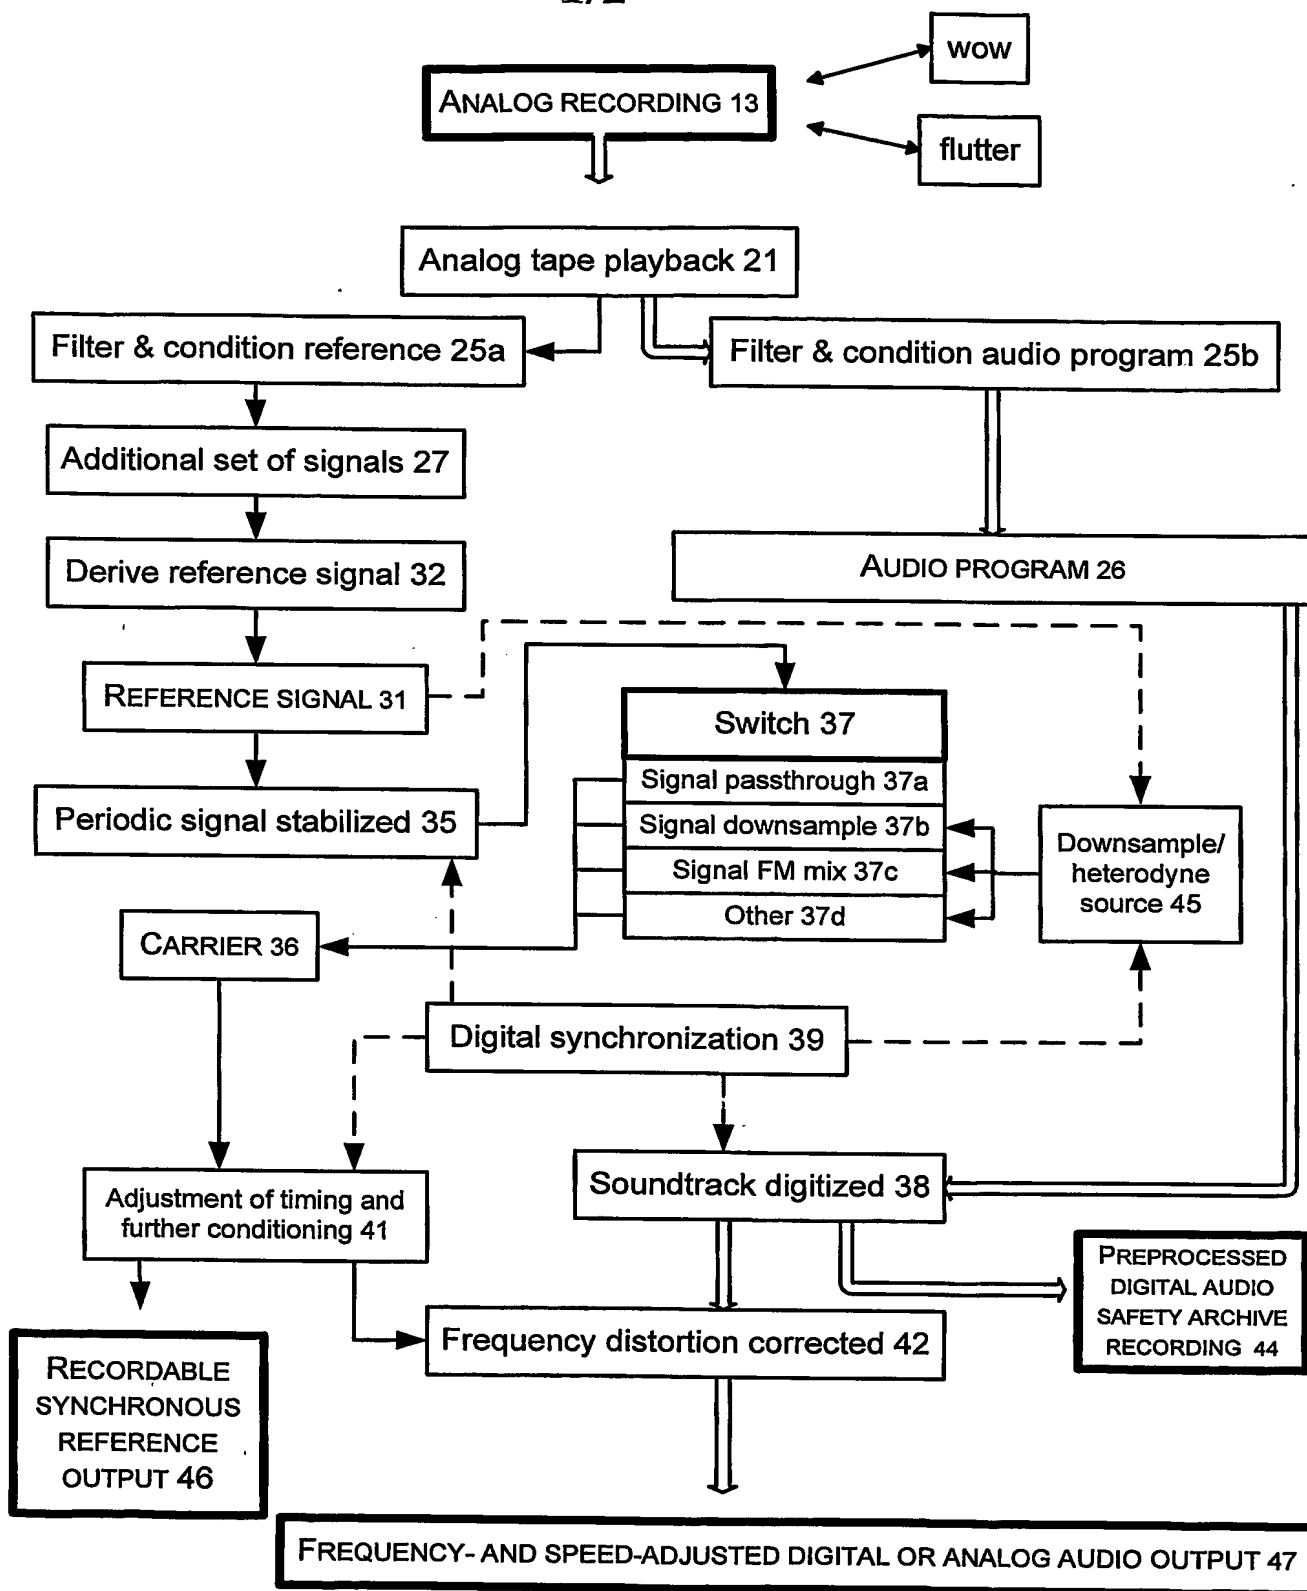 wow
ANALOG RECORDING 13
flutter
Analog tape playback 21
Filter & condition reference 25a
Filter & condition audio program 25b
Additional set of signals 27
Derive reference signal 32
AUDIO PROGRAM 26
REFERENCE SIGNAL 31
Switch 37
Signal passthrough 37a
Periodic signal stabilized 35
Signal downsample 37b
Signal FM mix 37c
Other 37d
Downsample/
heterodyne
source 45
CARRIER 36
Digital synchronization 39
Soundtrack digitized 38
Adjustment of timing and
further conditioning 41
PREPROCESSED
DIGITAL AUDIO
SAFETY ARCHIVE
RECORDING 44
Frequency distortion corrected 42
RECORDABLE
SYNCHRONOUS
REFERENCE
OUTPUT 46
FREQUENCY- AND SPEED-ADJUSTED DIGITAL OR ANALOG AUDIO OUTPUT 47